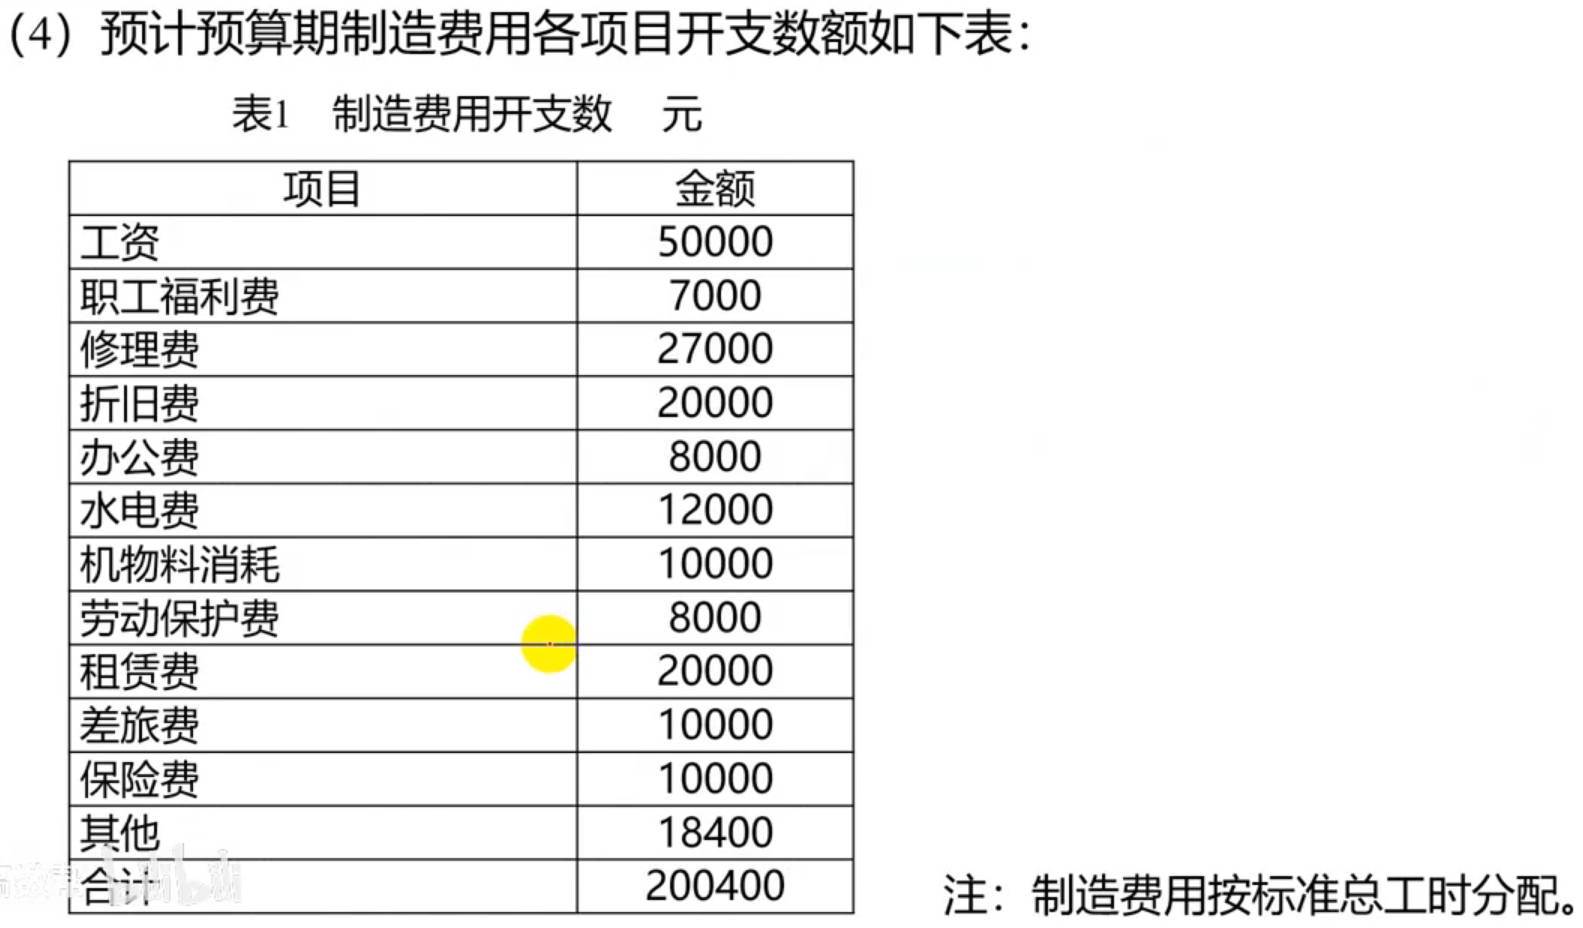 （4）预计预算期制造费用各项目开支数额如下表：
表1 制造费用开支数 元
项目 金额
工资 50000
职工福利费 7000
修理费 27000
折旧费 20000
办公费 8000
水电费 12000
机物料消耗 10000
劳动保护费 8000
租赁费 20000
差旅费 10000
保险费 10000
其他 18400
合计 200400
注：制造费用按标准总工时分配。